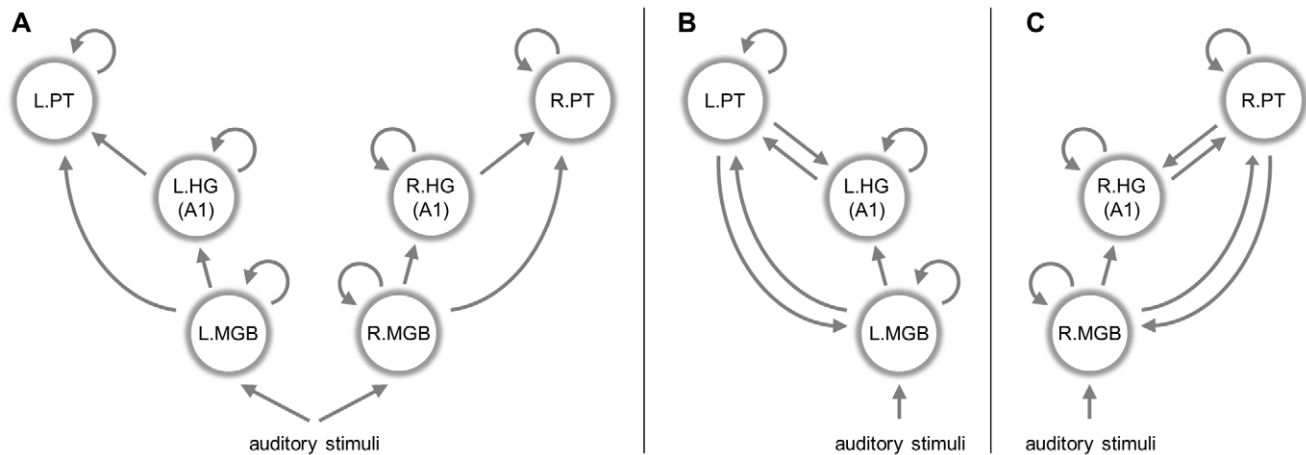 A
L.PT
R.PT
L.HG
(A1)
R.HG
(A1)
L.MGB
R.MGB
auditory stimuli
B
L.PT
L.HG
(A1)
L.MGB
auditory stimuli
C
R.PT
R.HG
(A1)
R.MGB
auditory stimuli